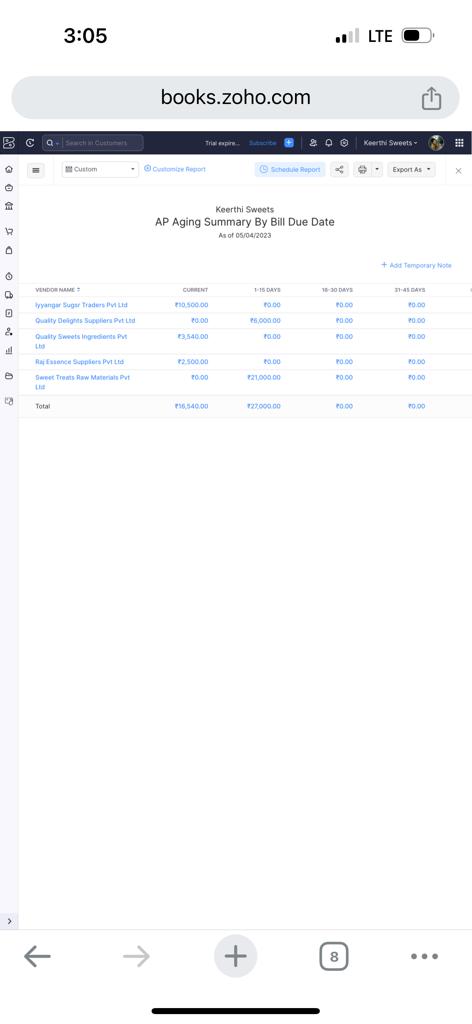 3:05
LTE
books.zoho.com
Search in Customers
Trial expire...
Subscribe
Keerthi Sweets
Custom
Customize Report
Schedule Report
Export As
Keerthi Sweets
AP Aging Summary By Bill Due Date
As of 05/04/2023
+ Add Temporary Note
VENDOR NAME CURRENT 1-15 DAYS 16-30 DAYS 31-45 DAYS
Iyyangar Sugsr Traders Pvt Ltd ₹10,500.00 ₹0.00 ₹0.00 ₹0.00
Quality Delights Suppliers Pvt Ltd ₹0.00 ₹6,000.00 ₹0.00 ₹0.00
Quality Sweets Ingredients Pvt ₹3,540.00 ₹0.00 ₹0.00 ₹0.00
Ltd
Raj Essence Suppliers Pvt Ltd ₹2,500.00 ₹0.00 ₹0.00 ₹0.00
Sweet Treats Raw Materials Pvt ₹0.00 ₹21,000.00 ₹0.00 ₹0.00
Ltd
Total ₹16,540.00 ₹27,000.00 ₹0.00 ₹0.00
8